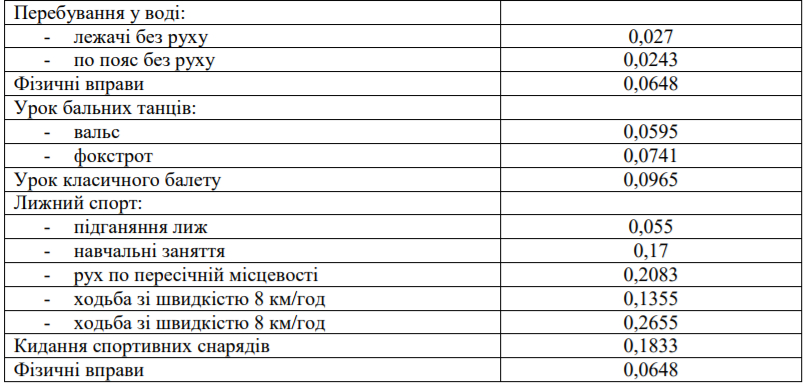 Перебування у воді:
- лежачі без руху 0,027
- по пояс без руху 0,0243
Фізичні вправи 0,0648
Урок бальних танців:
- вальс 0,0595
- фокстрот 0,0741
Урок класичного балету 0,0965
Лижний спорт:
- підганяння лиж 0,055
- навчальні заняття 0,17
- рух по пересічній місцевості 0,2083
- ходьба зі швидкістю 8 км/год 0,1355
- ходьба зі швидкістю 8 км/год 0,2655
Кидання спортивних снарядів 0,1833
Фізичні вправи 0,0648